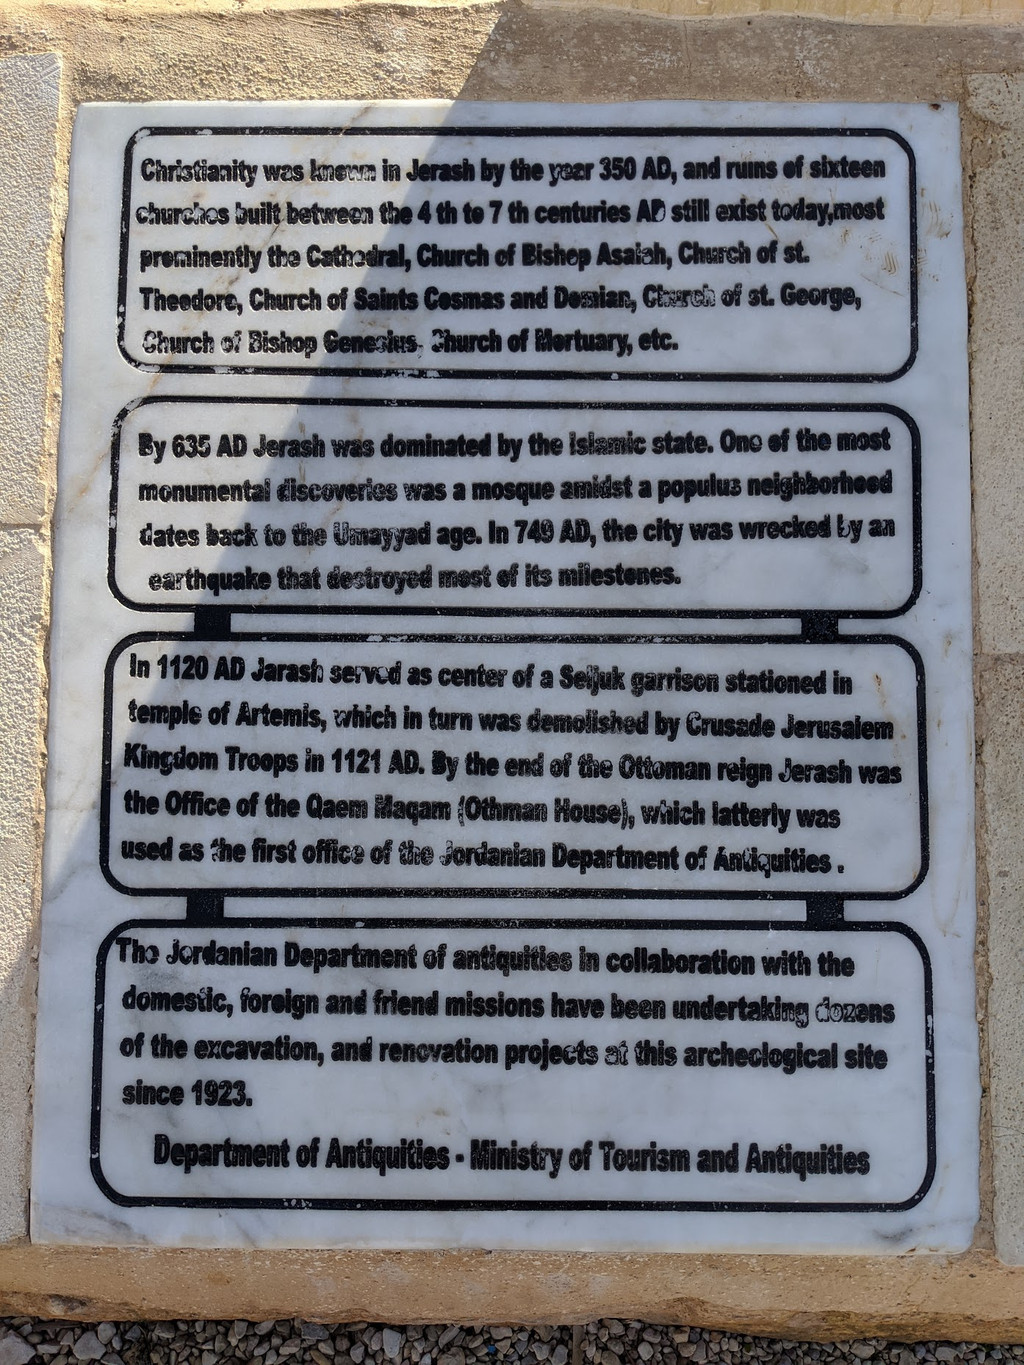 Christianity was known in Jerash by the year 350 AD, and ruins of sixteen
churches built between the 4 th to 7 th centuries AD still exist today,most
prominently the Cathedral, Church of Bishop Asaiah, Church of st.
Theodore, Church of Saints Cosmas and Domian, Church of st. George,
Church of Bishop Genesius, Church of Mortuary, etc.
By 635 AD Jerash was dominated by the Islamic state. One of the most
monumental discoveries was a mosque amidst a populus neighborhood
dates back to the Umayyad age. In 749 AD, the city was wrecked by an
earthquake that destroyed most of its milestones.
In 1120 AD Jarash served as center of a Seljuk garrison stationed in
temple of Artemis, which in turn was demolished by Crusade Jerusalem
Kingdom Troops in 1121 AD. By the end of the Ottoman reign Jerash was
the Office of the Qaem Maqam (Othman House), which latterly was
used as the first office of the Jordanian Department of Antiquities .
The Jordanian Department of antiquities in collaboration with the
domestic, foreign and friend missions have been undertaking dozens
of the excavation, and renovation projects at this archeological site
since 1923.
Department of Antiquities - Ministry of Tourism and Antiquities